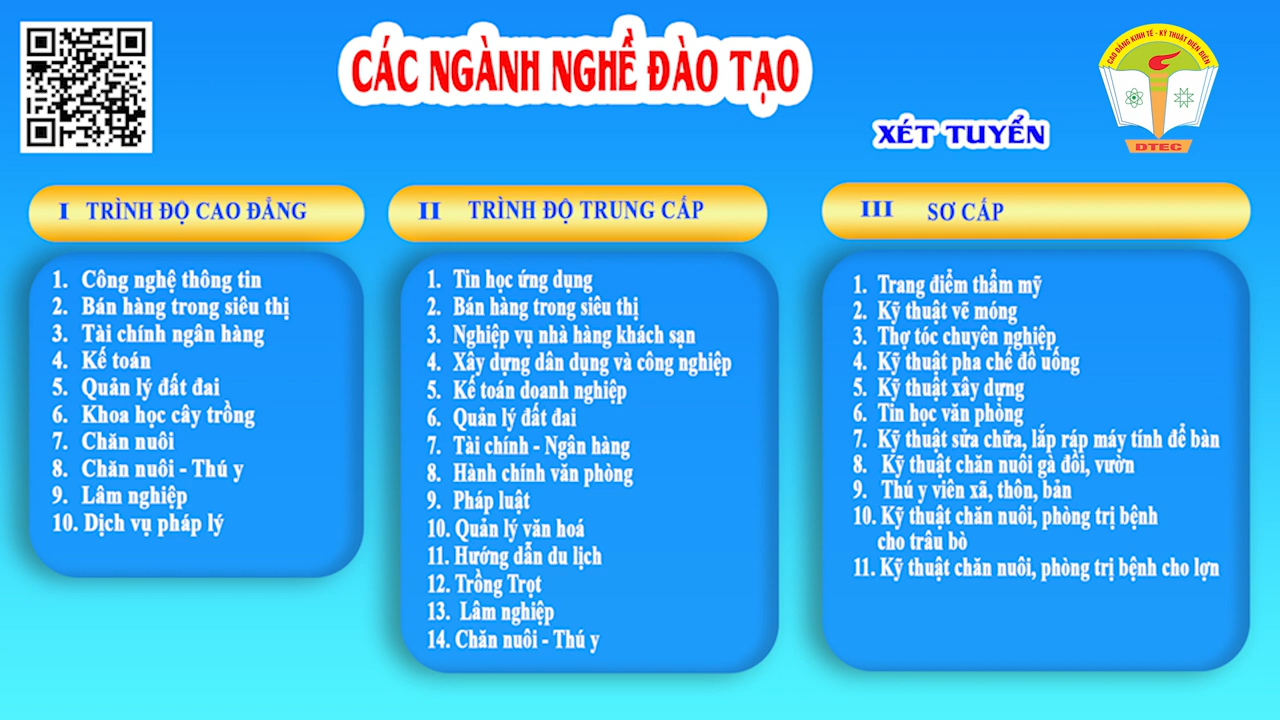 CÁC NGÀNH NGHỀ ĐÀO TẠO
CAO ĐẲNG KINH TẾ - KỸ THUẬT ĐIỆN BIÊN
DTEC
XÉT TUYỂN
I TRÌNH ĐỘ CAO ĐẲNG
1. Công nghệ thông tin
2. Bán hàng trong siêu thị
3. Tài chính ngân hàng
4. Kế toán
5. Quản lý đất đai
6. Khoa học cây trồng
7. Chăn nuôi
8. Chăn nuôi - Thú y
9. Lâm nghiệp
10. Dịch vụ pháp lý
II TRÌNH ĐỘ TRUNG CẤP
1. Tin học ứng dụng
2. Bán hàng trong siêu thị
3. Nghiệp vụ nhà hàng khách sạn
4. Xây dựng dân dụng và công nghiệp
5. Kế toán doanh nghiệp
6. Quản lý đất đai
7. Tài chính - Ngân hàng
8. Hành chính văn phòng
9. Pháp luật
10. Quản lý văn hoá
11. Hướng dẫn du lịch
12. Trồng Trọt
13. Lâm nghiệp
14. Chăn nuôi - Thú y
III SƠ CẤP
1. Trang điểm thẩm mỹ
2. Kỹ thuật vẽ móng
3. Thợ tóc chuyên nghiệp
4. Kỹ thuật pha chế đồ uống
5. Kỹ thuật xây dựng
6. Tin học văn phòng
7. Kỹ thuật sửa chữa, lắp ráp máy tính để bàn
8. Kỹ thuật chăn nuôi gà đồi, vườn
9. Thú y viên xã, thôn, bản
10. Kỹ thuật chăn nuôi, phòng trị bệnh
cho trâu bò
11. Kỹ thuật chăn nuôi, phòng trị bệnh cho lợn